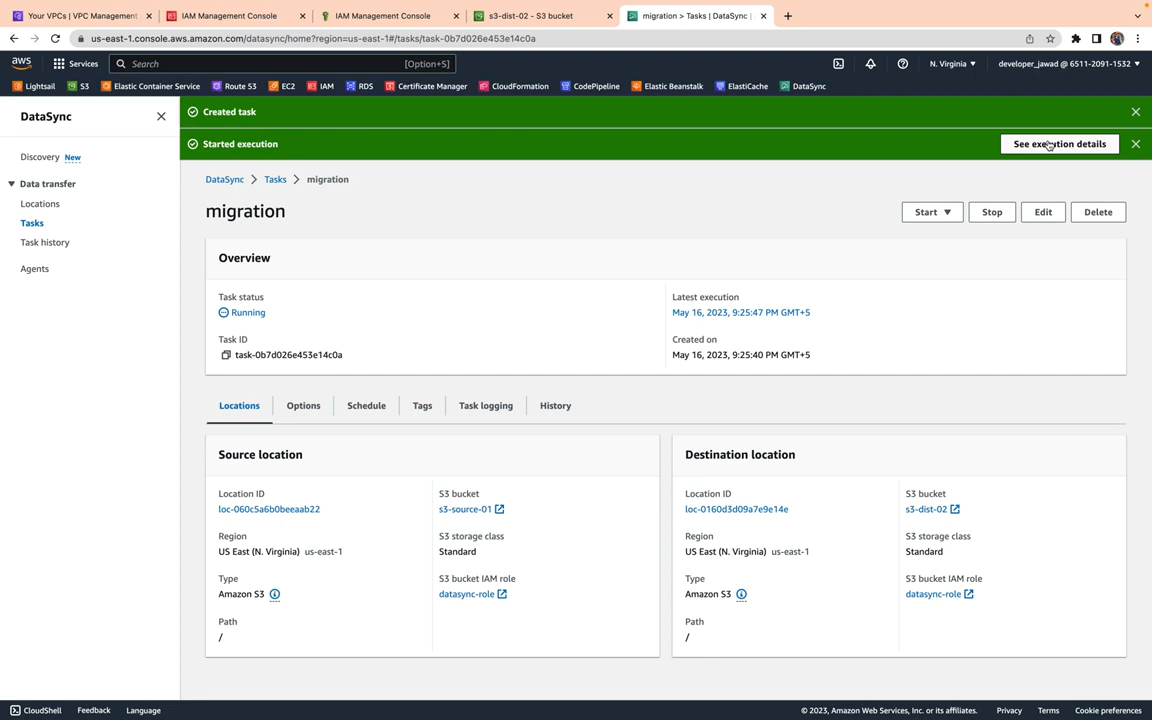 Your VPCs | VPC Management
IAM Management Console
IAM Management Console
s3-dist-02 - S3 bucket
migration > Tasks | DataSync |
us-east-1.console.aws.amazon.com/datasync/home?region=us-east-1#/tasks/task-0b7d026e453e14c0a
aws
Services
Search
[Option+S]
N. Virginia
developer_jawad @ 6511-2091-1532
Lightsail
S3
Elastic Container Service
Route 53
EC2
IAM
RDS
Certificate Manager
CloudFormation
CodePipeline
Elastic Beanstalk
ElastiCache
DataSync
DataSync
Discovery New
Data transfer
Locations
Tasks
Task history
Agents
Created task
Started execution
See execution details
DataSync > Tasks > migration
migration
Start
Stop
Edit
Delete
Overview
Task status
Running
Task ID
task-0b7d026e453e14c0a
Latest execution
May 16, 2023, 9:25:47 PM GMT+5
Created on
May 16, 2023, 9:25:40 PM GMT+5
Locations
Options
Schedule
Tags
Task logging
History
Source location
Location ID
loc-060c5a6b0beeaab22
Region
US East (N. Virginia) us-east-1
Type
Amazon S3
Path
/
S3 bucket
s3-source-01
S3 storage class
Standard
S3 bucket IAM role
datasync-role
Destination location
Location ID
loc-0160d3d09a7e9e14e
Region
US East (N. Virginia) us-east-1
Type
Amazon S3
Path
/
S3 bucket
s3-dist-02
S3 storage class
Standard
S3 bucket IAM role
datasync-role
CloudShell
Feedback
Language
© 2023, Amazon Web Services, Inc. or its affiliates.
Privacy
Terms
Cookie preferences